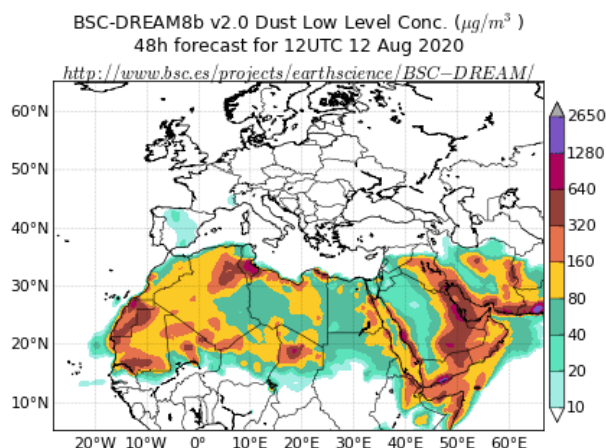 BSC-DREAM8b v2.0 Dust Low Level Conc. (μg/m³ )
48h forecast for 12UTC 12 Aug 2020
http://www.bsc.es/projects/earthscience/BSC−DREAM/
60°N
50°N
40°N
30°N
20°N
10°N
20°W 10°W 0° 10°E 20°E 30°E 40°E 50°E 60°E
2650
1280
640
320
160
80
40
20
10